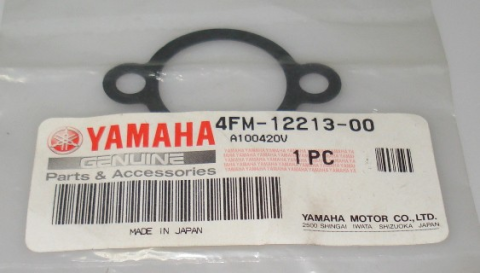 YAMAHA
GENUINE
Parts & Accessories
4FM-12213-00
A100420V
1 PC
MADE IN JAPAN
YAMAHA MOTOR CO., LTD.
2500 SHINGAI IWATA SHIZUOKA JAPAN